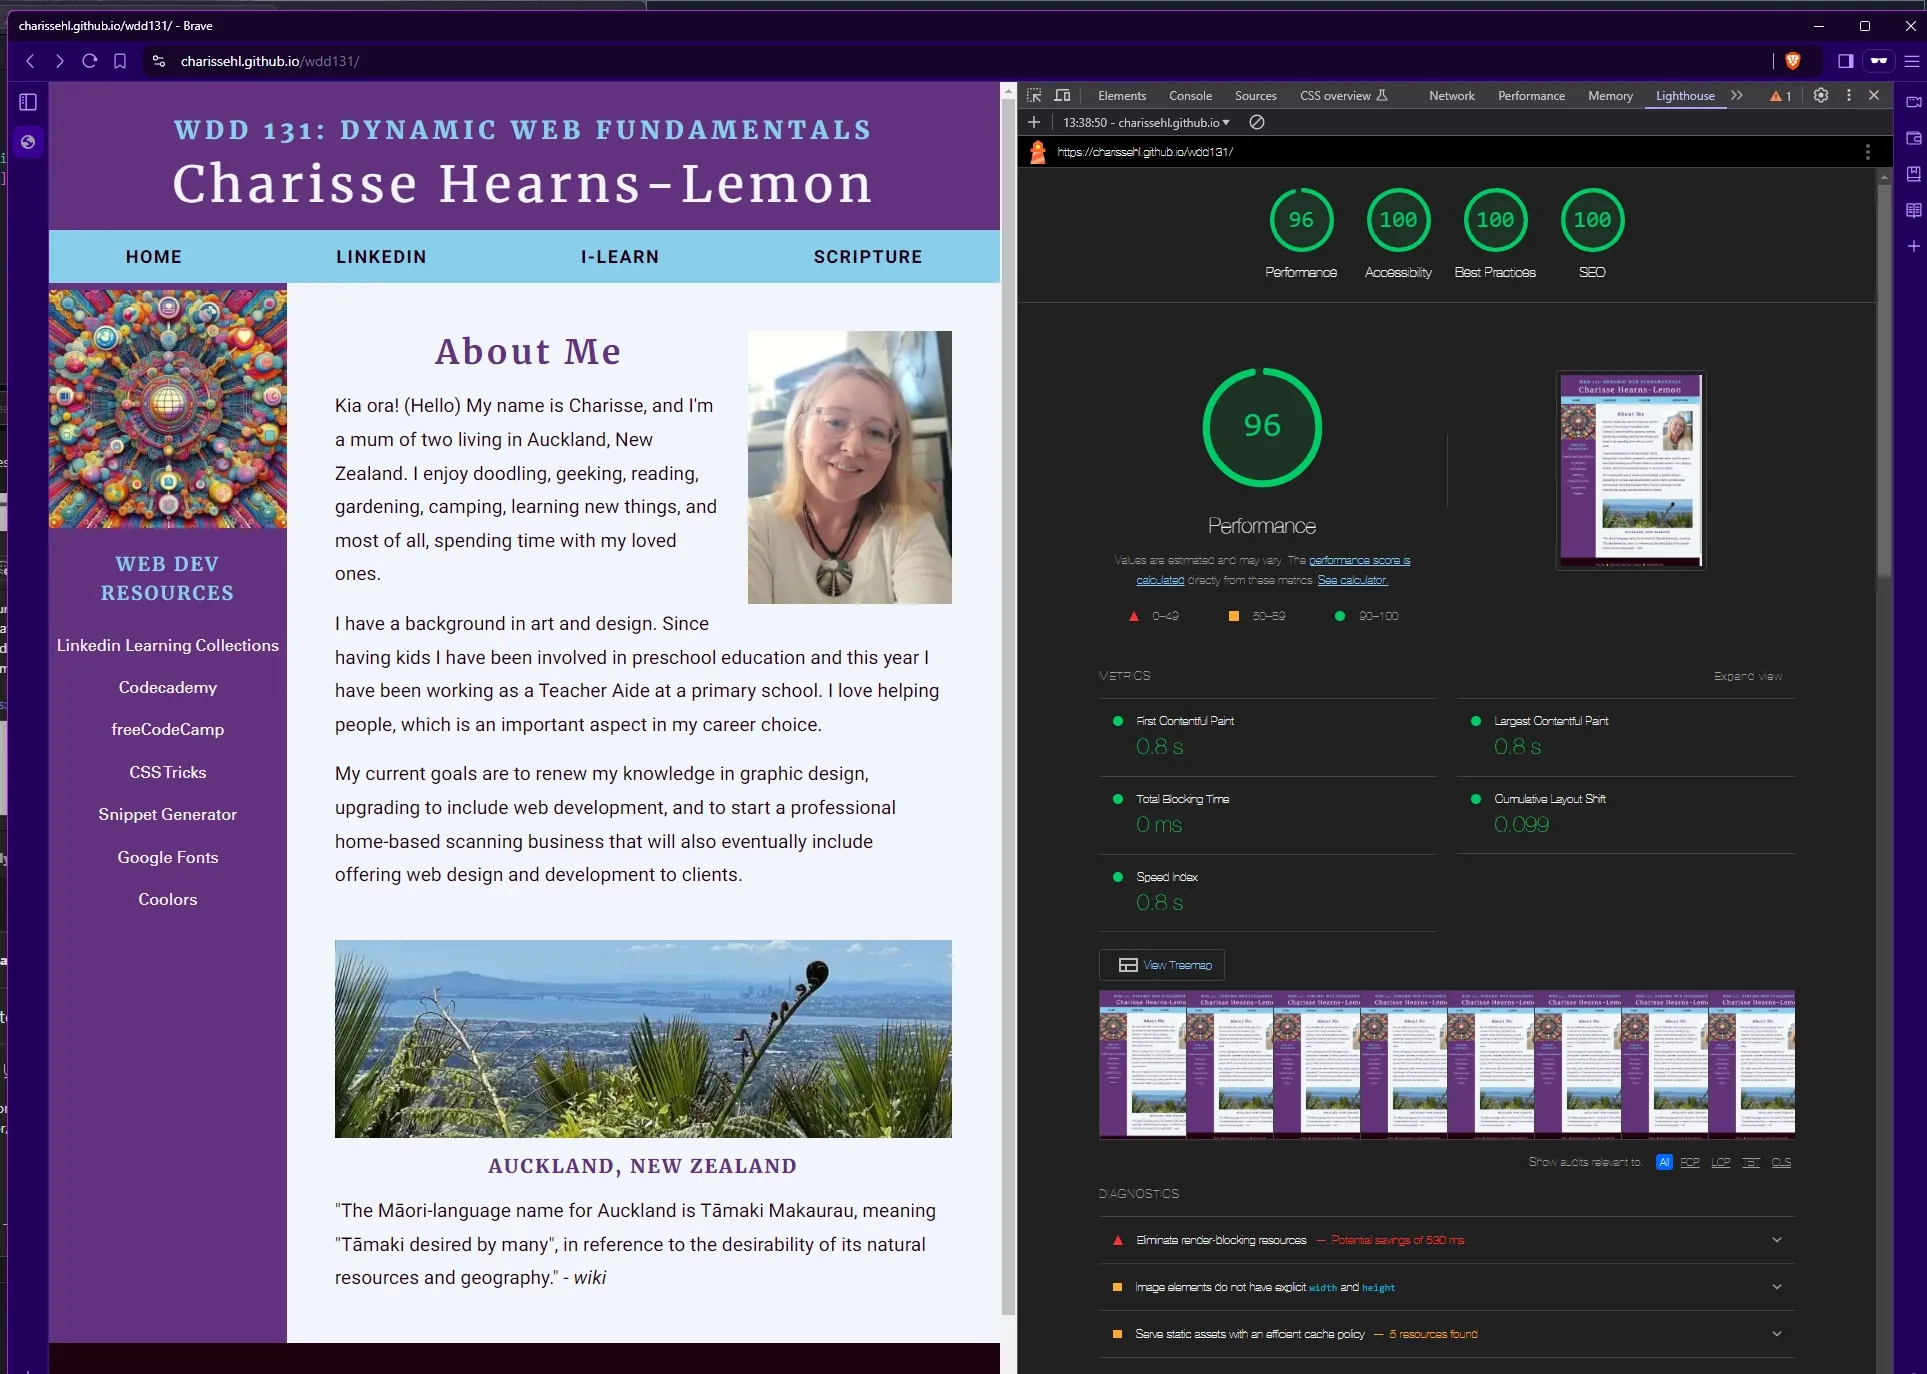 charissehl.github.io/wdd131/ - Brave
charissehl.github.io/wdd131/
WDD 131: DYNAMIC WEB FUNDAMENTALS
Charisse Hearns-Lemon
HOME LINKEDIN I-LEARN SCRIPTURE
WEB DEV
RESOURCES
Linkedin Learning Collections
Codecademy
freeCodeCamp
CSS Tricks
Snippet Generator
Google Fonts
Coolors
About Me
Kia ora! (Hello) My name is Charisse, and I'm
a mum of two living in Auckland, New
Zealand. I enjoy doodling, geeking, reading,
gardening, camping, learning new things, and
most of all, spending time with my loved
ones.
I have a background in art and design. Since
having kids I have been involved in preschool education and this year I
have been working as a Teacher Aide at a primary school. I love helping
people, which is an important aspect in my career choice.
My current goals are to renew my knowledge in graphic design,
upgrading to include web development, and to start a professional
home-based scanning business that will also eventually include
offering web design and development to clients.
AUCKLAND, NEW ZEALAND
"The Māori-language name for Auckland is Tāmaki Makaurau, meaning
"Tāmaki desired by many", in reference to the desirability of its natural
resources and geography." - wiki
Elements Console Sources CSS overview Network Performance Memory Lighthouse 1
13:38:50 - charissehl.github.io
https://charissehl.github.io/wdd131/
96 100 100 100
Performance Accessibility Best Practices SEO
96
Performance
Values are estimated and may vary. The performance score is
calculated directly from these metrics. See calculator.
0–49 50–89 90–100
METRICS Expand view
First Contentful Paint
0.8 s
Largest Contentful Paint
0.8 s
Total Blocking Time
0 ms
Cumulative Layout Shift
0.099
Speed Index
0.8 s
View Treemap
Show audits relevant to: All FCP LCP TBT CLS
DIAGNOSTICS
Eliminate render-blocking resources — Potential savings of 530 ms
Image elements do not have explicit width and height
Serve static assets with an efficient cache policy — 5 resources found